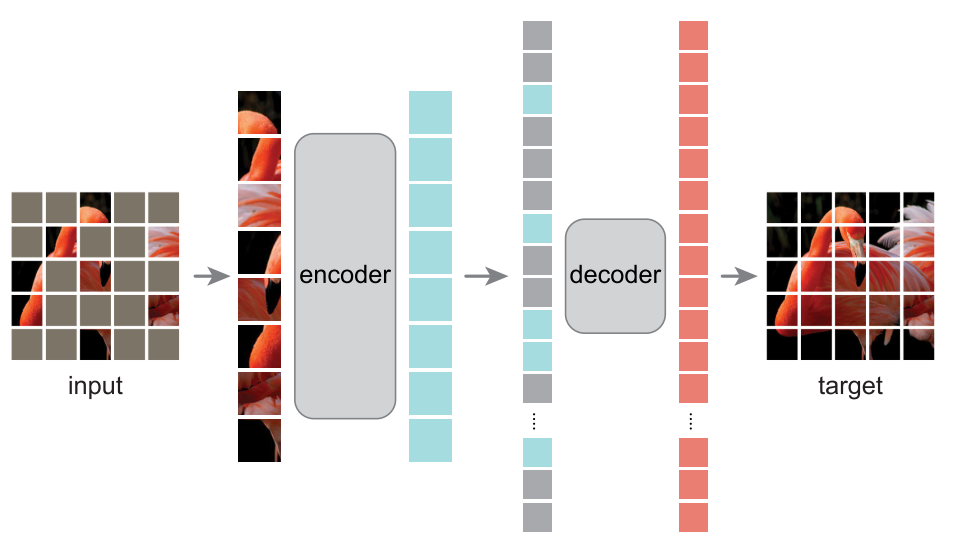 input
encoder
decoder
target